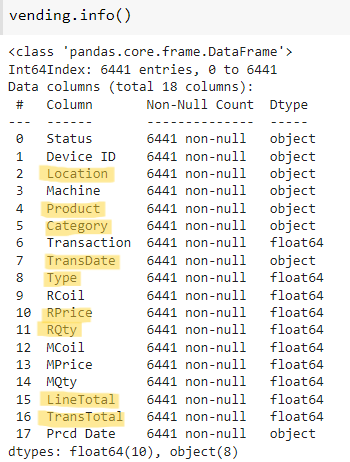 vending.info()
<class 'pandas.core.frame.DataFrame'>
Int64Index: 6441 entries, 0 to 6441
Data columns (total 18 columns):
 #   Column       Non-Null Count  Dtype
---  ------       --------------  -----
 0   Status       6441 non-null   object
 1   Device ID    6441 non-null   object
 2   Location     6441 non-null   object
 3   Machine      6441 non-null   object
 4   Product      6441 non-null   object
 5   Category     6441 non-null   object
 6   Transaction  6441 non-null   float64
 7   TransDate    6441 non-null   object
 8   Type         6441 non-null   float64
 9   RCoil        6441 non-null   float64
 10  RPrice       6441 non-null   float64
 11  RQty         6441 non-null   float64
 12  MCoil        6441 non-null   float64
 13  MPrice       6441 non-null   float64
 14  MQty         6441 non-null   float64
 15  LineTotal    6441 non-null   float64
 16  TransTotal   6441 non-null   float64
 17  Prcd Date    6441 non-null   object
dtypes: float64(10), object(8)